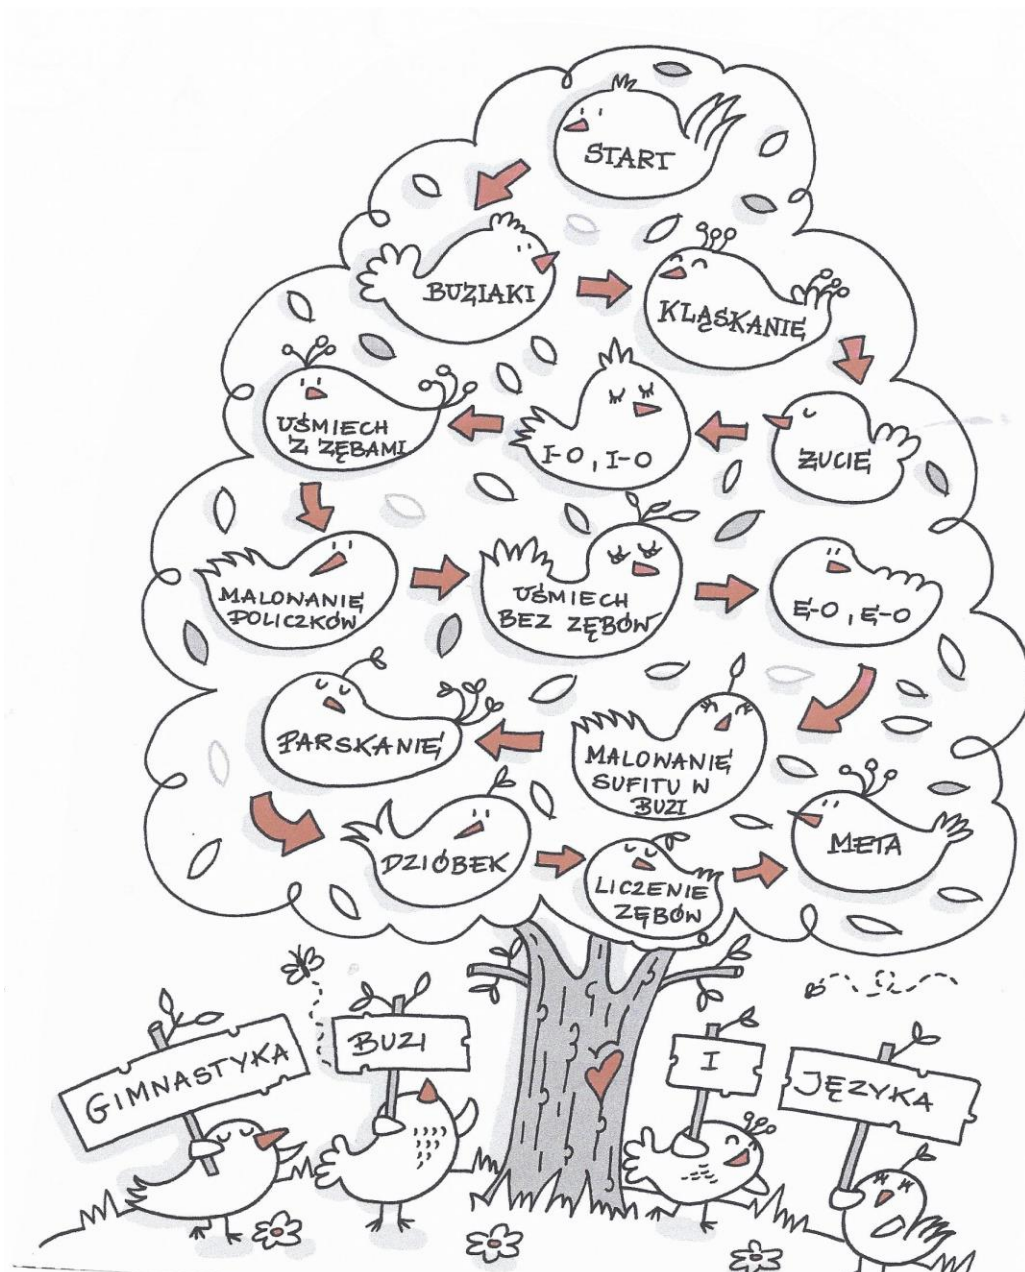 START
BUZIAKI
KLĄSKANIE
ŻUCIE
I-O, I-O
UŚMIECH
Z ZĘBAMI
MALOWANIE
POLICZKÓW
UŚMIECH
BEZ ZĘBÓW
E-O, E-O
MALOWANIE
SUFITU W
BUZI
PARSKANIE
DZIÓBEK
LICZENIE
ZĘBÓW
META
GIMNASTYKA
BUZI
I
JĘZYKA